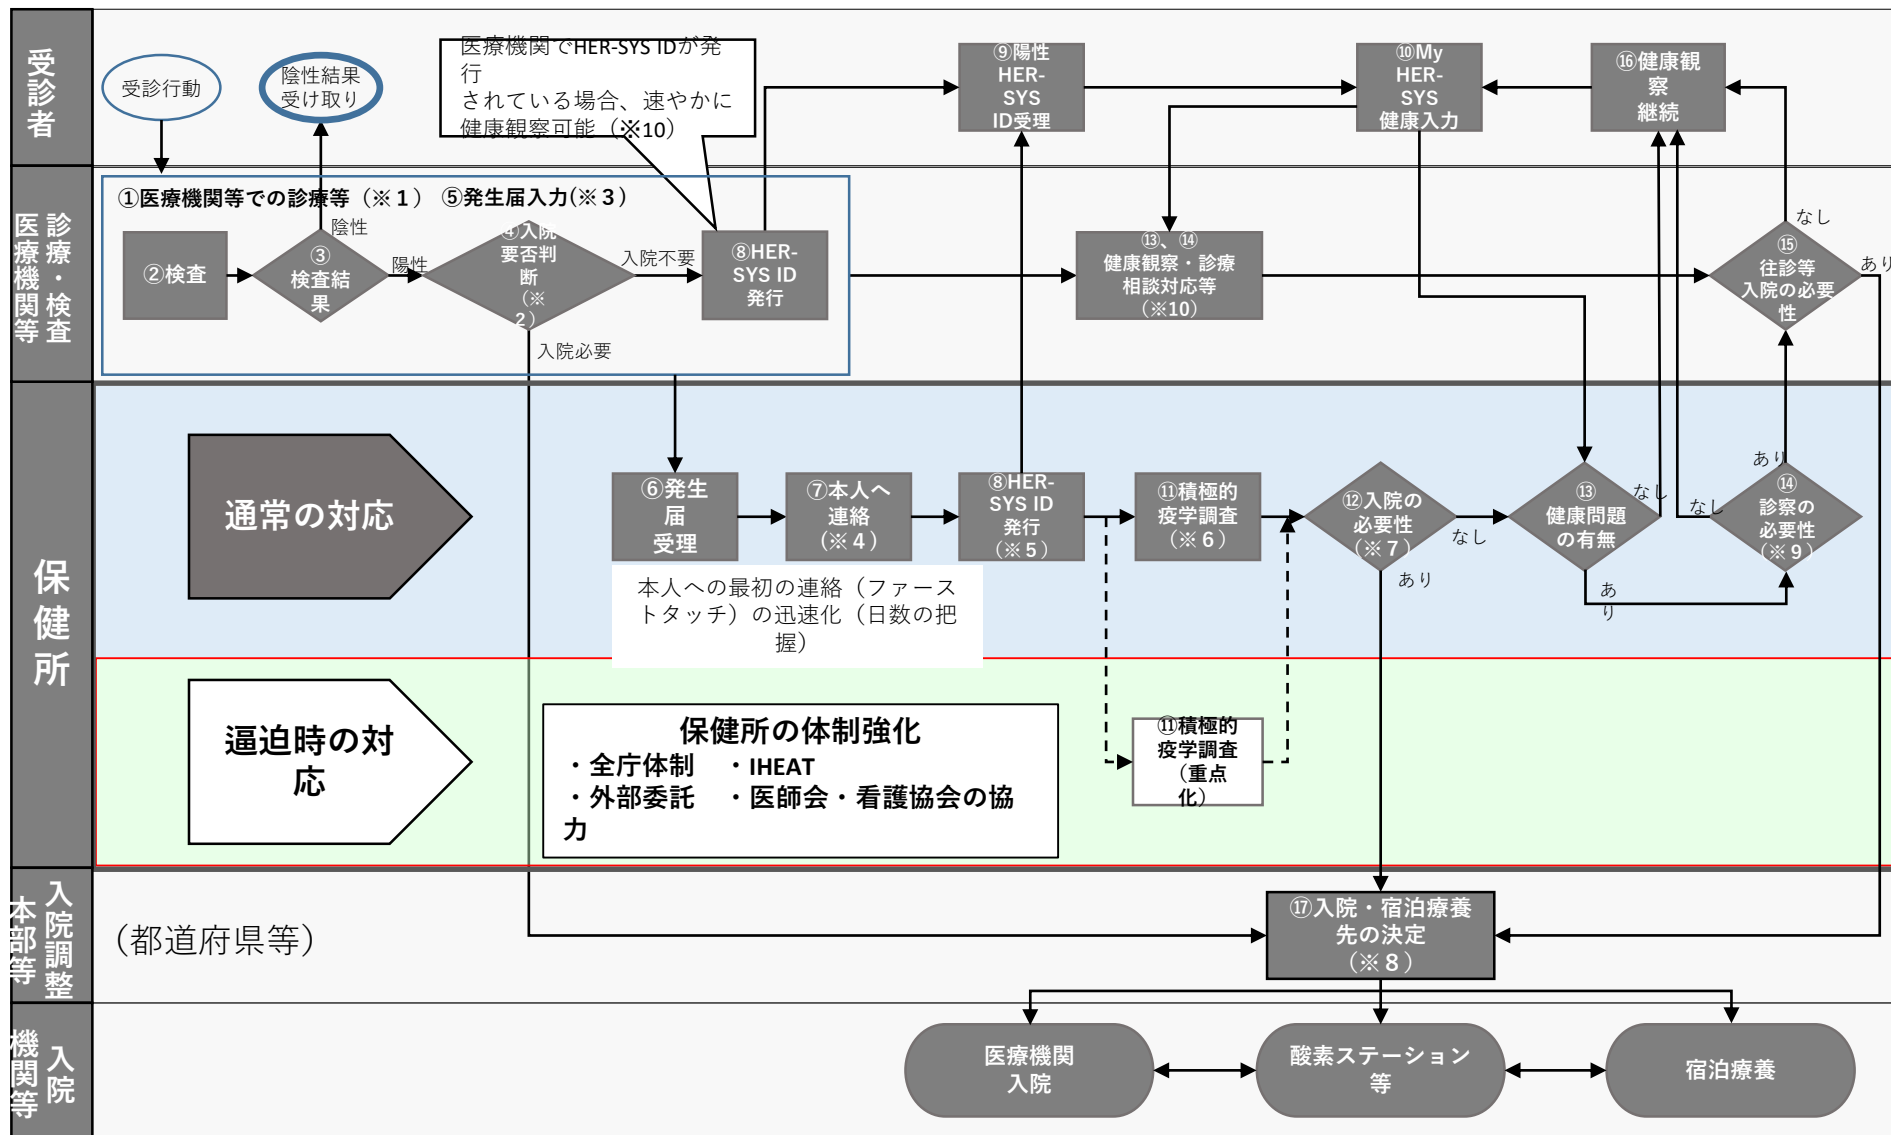 受診者
受診行動
陰性結果
受け取り
医療機関でHER-SYS IDが発
行
されている場合、速やかに
健康観察可能（※10）
⑨陽性
HER-
SYS
ID受理
⑩My
HER-
SYS
健康入力
⑯健康観
察
継続
診療・検査
医療機関等
①医療機関等での診療等（※１）
⑤発生届入力(※３)
②検査
③
検査結
果
陰性
陽性
④入院
要否判
断
（※
２）
入院不要
入院必要
⑧HER-
SYS ID
発行
⑬、⑭
健康観察・診療
相談対応等
（※10）
⑮
往診等
入院の必要
性
なし
あり
保健所
通常の対応
⑥発生
届
受理
⑦本人へ
連絡
（※４）
⑧HER-
SYS ID
発行
（※５）
⑪積極的
疫学調査
（※６）
⑫入院の
必要性
（※７）
なし
あり
⑬
健康問題
の有無
なし
あ
り
⑭
診察の
必要性
（※９）
あり
なし
本人への最初の連絡（ファース
トタッチ）の迅速化（日数の把
握）
逼迫時の対
応
保健所の体制強化
・全庁体制　・IHEAT
・外部委託　・医師会・看護協会の協
力
⑪積極的
疫学調査
（重点
化）
入院調整
本部等
（都道府県等）
⑰入院・宿泊療養
先の決定
（※８）
入院
機関等
医療機関
入院
酸素ステーション
等
宿泊療養